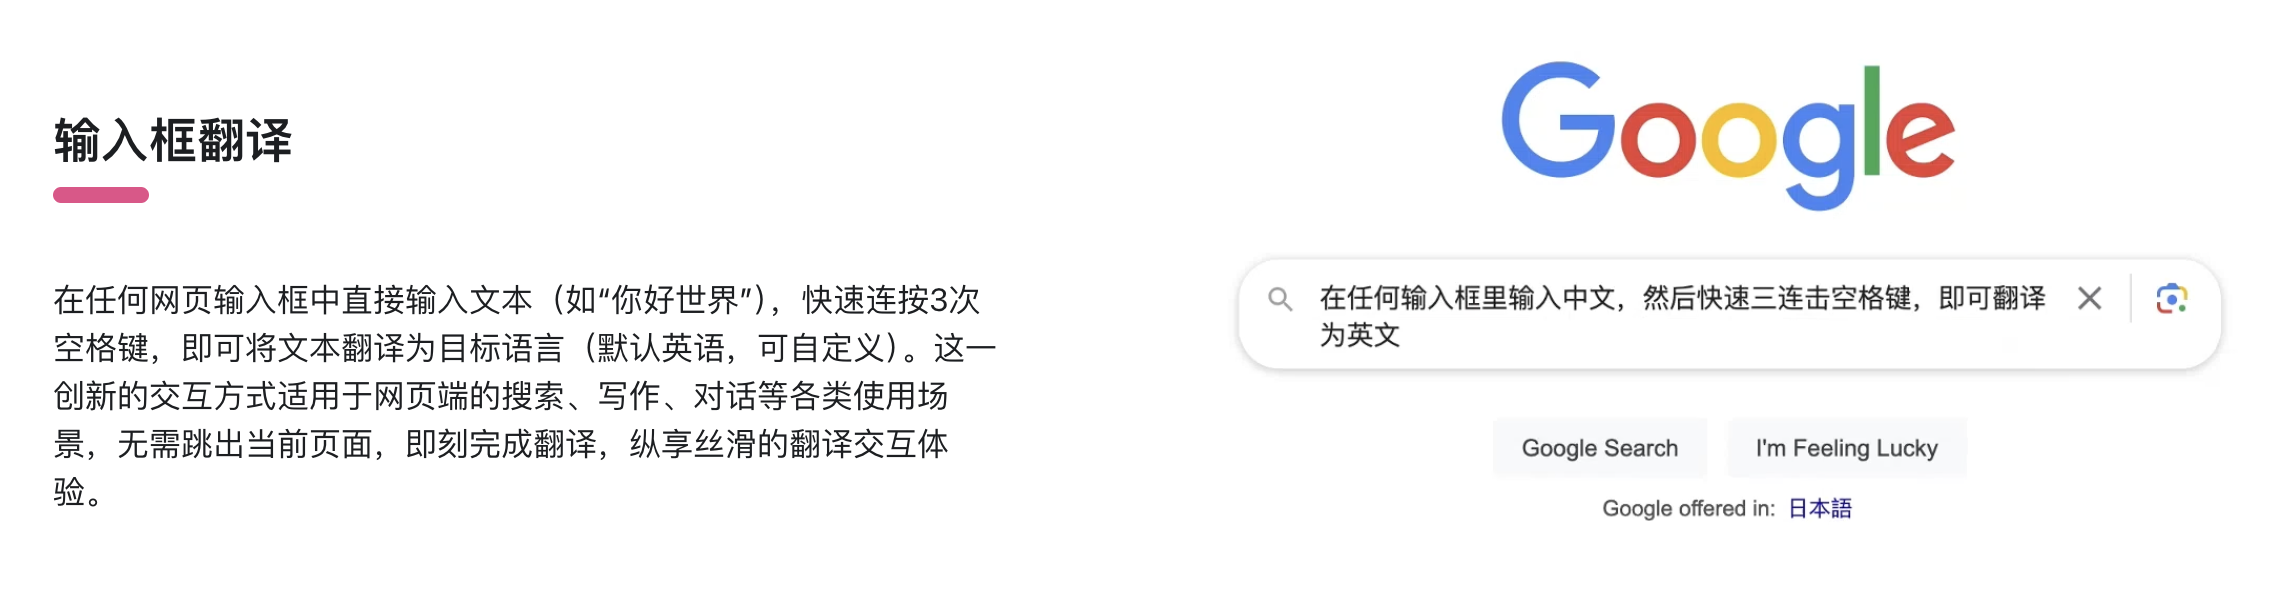 输入框翻译
在任何网页输入框中直接输入文本（如“你好世界”），快速连按3次
空格键，即可将文本翻译为目标语言（默认英语，可自定义）。这一
创新的交互方式适用于网页端的搜索、写作、对话等各类使用场
景，无需跳出当前页面，即刻完成翻译，纵享丝滑的翻译交互体
验。
Google
在任何输入框里输入中文，然后快速三连击空格键，即可翻译
为英文
Google Search
I'm Feeling Lucky
Google offered in: 日本語